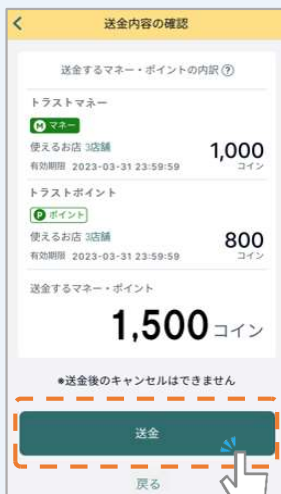 送金内容の確認
送金するマネー・ポイントの内訳 ?
トラストマネー
M マネー
使えるお店 3店舗
有効期限 2023-03-31 23:59:59
1,000
コイン
トラストポイント
P ポイント
使えるお店 3店舗
有効期限 2023-03-31 23:59:59
800
コイン
送金するマネー・ポイント
1,500 コイン
※送金後のキャンセルはできません
送金
戻る